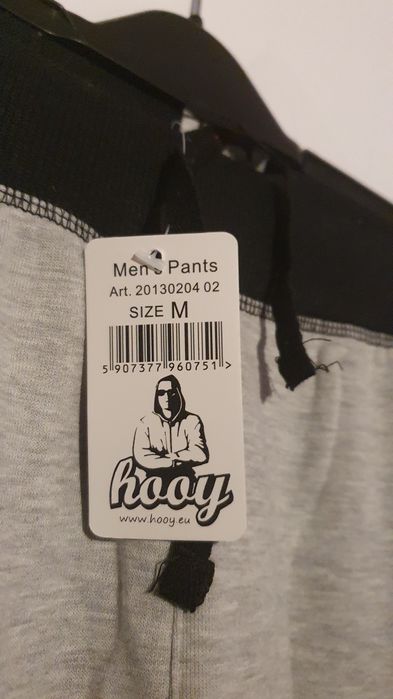 Men's Pants
Art. 20130204 02
SIZE M
5 907377 960751 >
hooy
www.hooy.eu